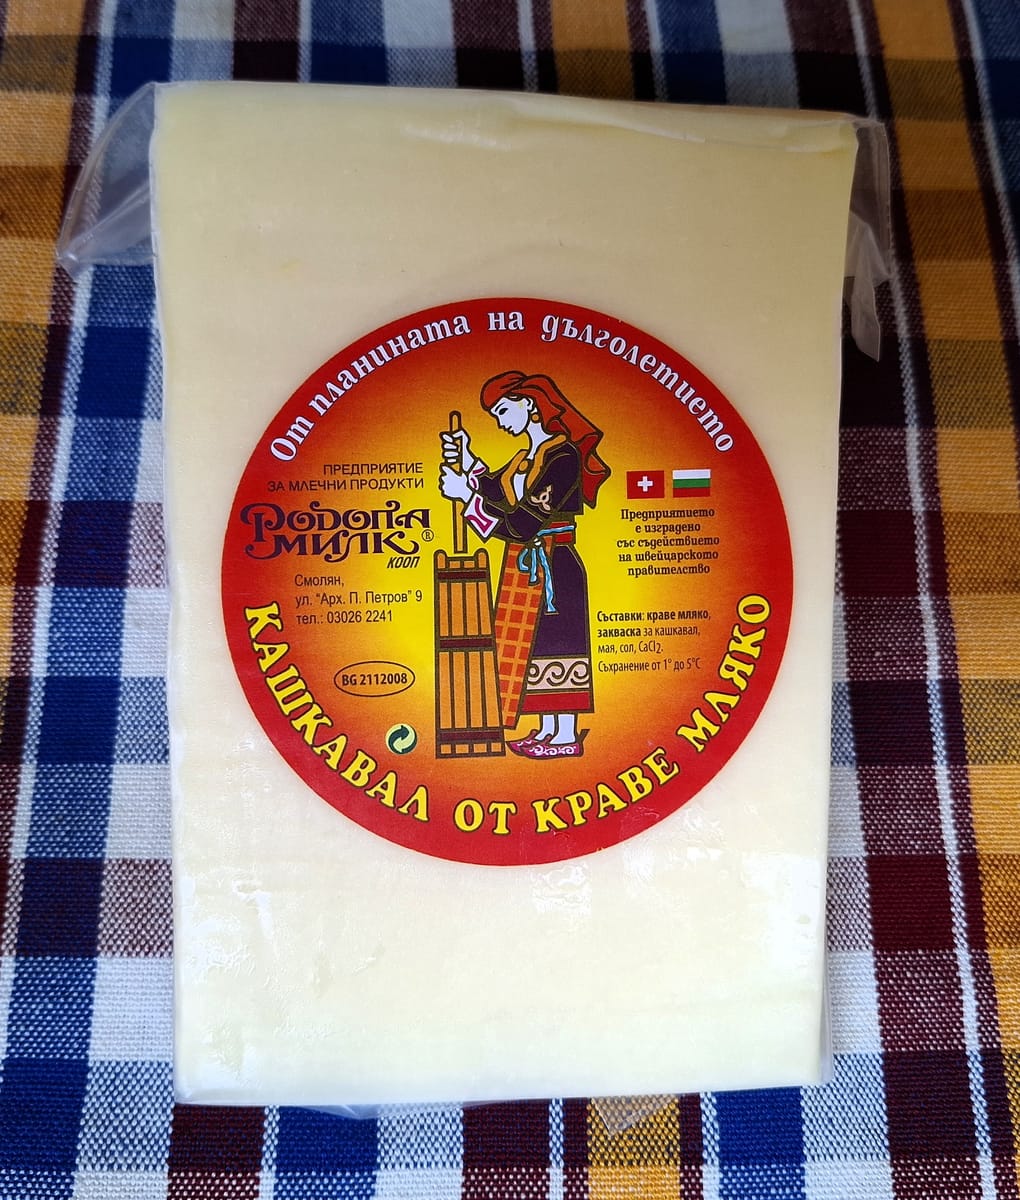 От планината на дълголетието
ПРЕДПРИЯТИЕ
ЗА МЛЕЧНИ ПРОДУКТИ
РОДОПА
МИЛК ®
КООП
Смолян,
ул. "Арх. П. Петров" 9
тел.: 03026 2241
BG 2112008
Предприятието
е изградено
със съдействието
на швейцарското
правителство
Съставки: краве мляко,
закваска за кашкавал,
мая, сол, CaCl₂.
Съхранение от 1° до 5°C
КАШКАВАЛ ОТ КРАВЕ МЛЯКО